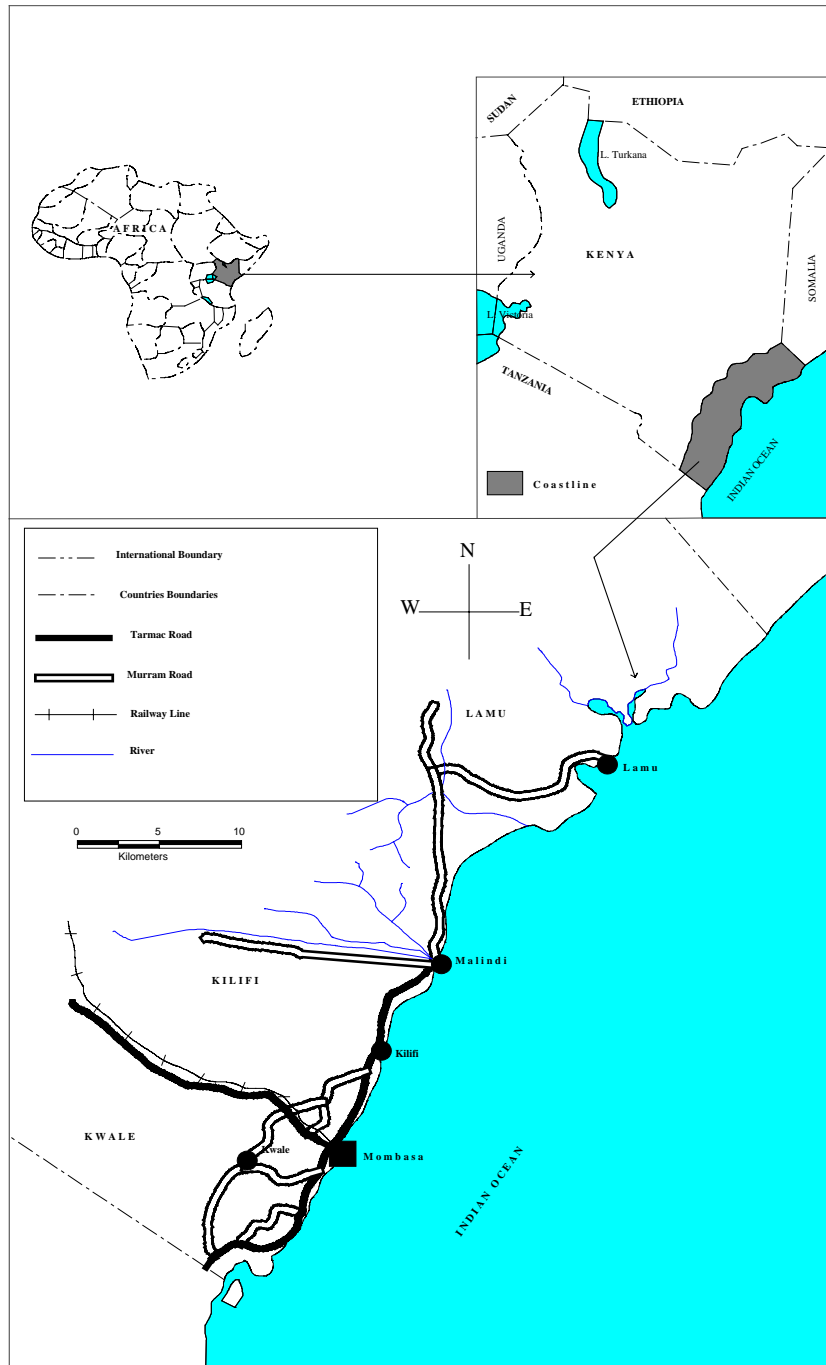 AFRICA
SUDAN
ETHIOPIA
L. Turkana
UGANDA
KENYA
SOMALIA
L. Victoria
TANZANIA
INDIAN OCEAN
Coastline
International Boundary
Countries Boundaries
Tarmac Road
Murram Road
Railway Line
River
N
W E
LAMU
Lamu
0 5 10
Kilometers
Malindi
KILIFI
Kilifi
KWALE
Kwale
Mombasa
INDIAN OCEAN